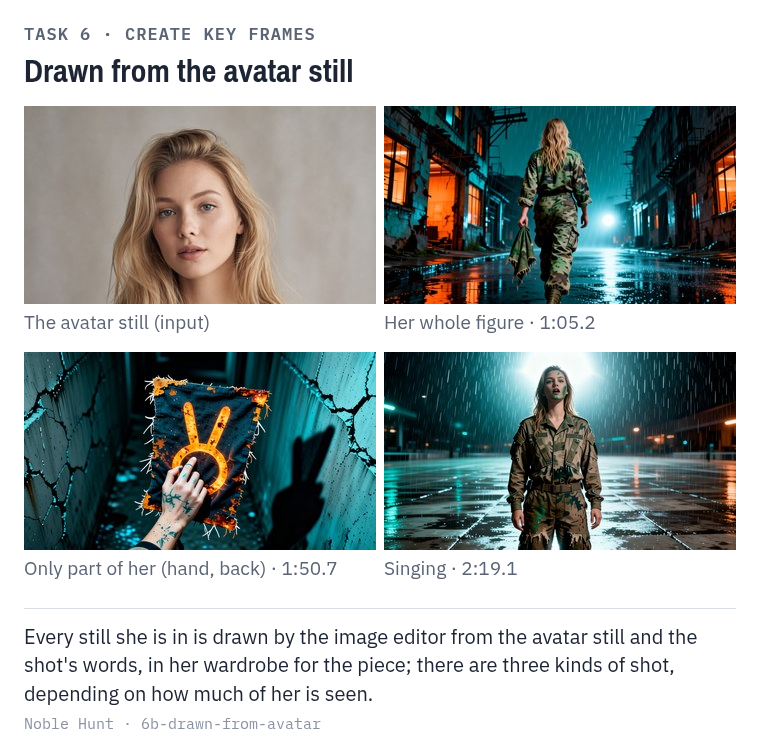 TASK 6 · CREATE KEY FRAMES
Drawn from the avatar still
The avatar still (input)
Her whole figure · 1:05.2
Only part of her (hand, back) · 1:50.7
Singing · 2:19.1
Every still she is in is drawn by the image editor from the avatar still and the
shot's words, in her wardrobe for the piece; there are three kinds of shot,
depending on how much of her is seen.
Noble Hunt · 6b-drawn-from-avatar